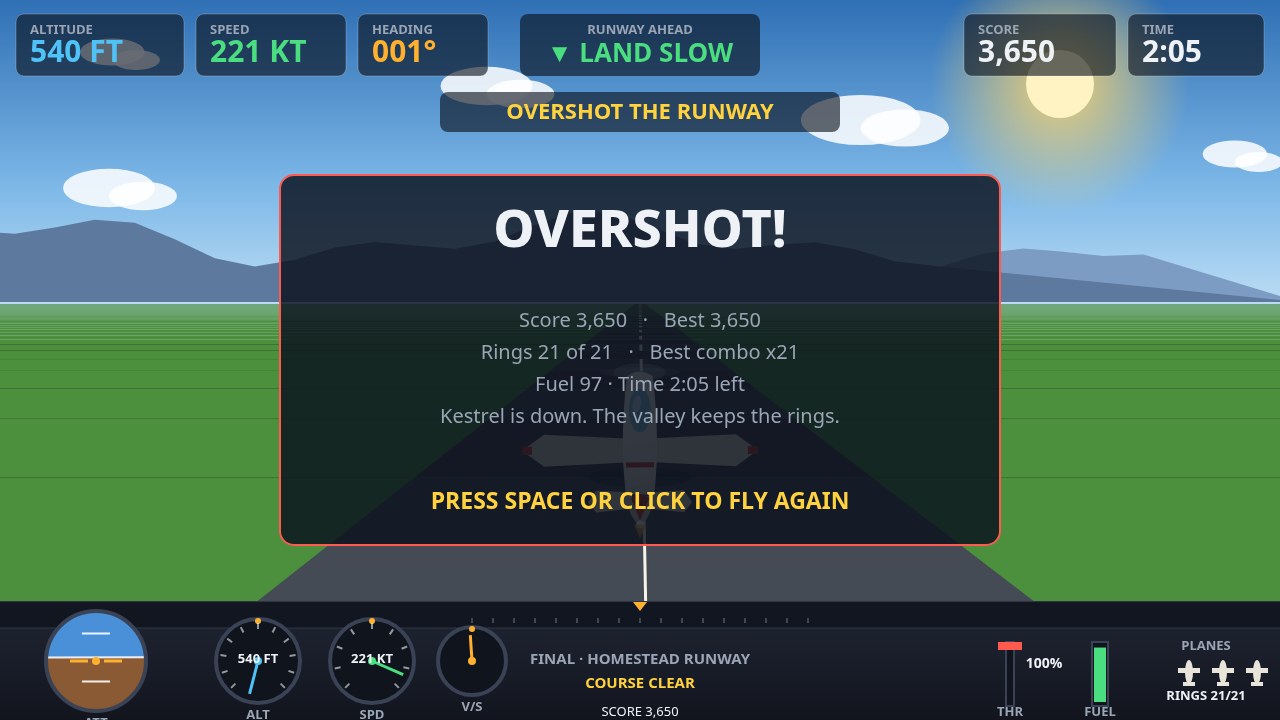 ALTITUDE
540 FT
SPEED
221 KT
HEADING
001°
RUNWAY AHEAD
▼ LAND SLOW
SCORE
3,650
TIME
2:05
OVERSHOT THE RUNWAY
OVERSHOT!
Score 3,650 · Best 3,650
Rings 21 of 21 · Best combo x21
Fuel 97 · Time 2:05 left
Kestrel is down. The valley keeps the rings.
PRESS SPACE OR CLICK TO FLY AGAIN
540 FT
ALT
221 KT
SPD
V/S
FINAL · HOMESTEAD RUNWAY
COURSE CLEAR
SCORE 3,650
100%
THR
FUEL
PLANES
RINGS 21/21